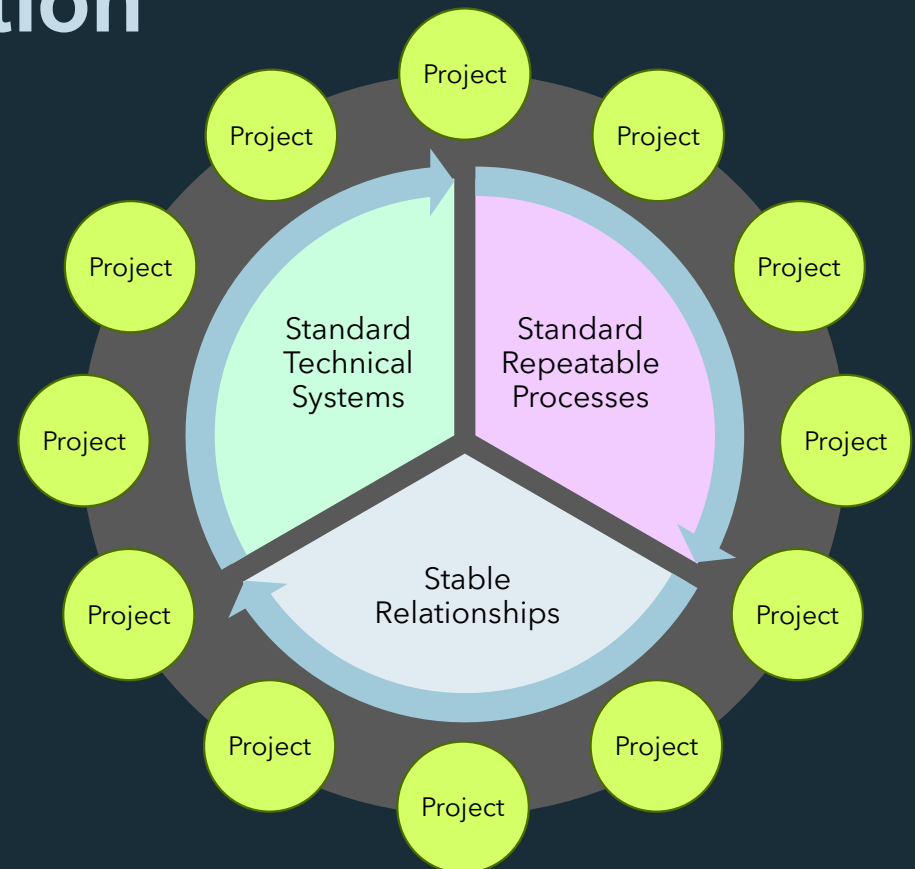 tion
Project
Project
Project
Project
Project
Standard
Technical
Systems
Standard
Repeatable
Processes
Project
Project
Stable
Relationships
Project
Project
Project
Project
Project